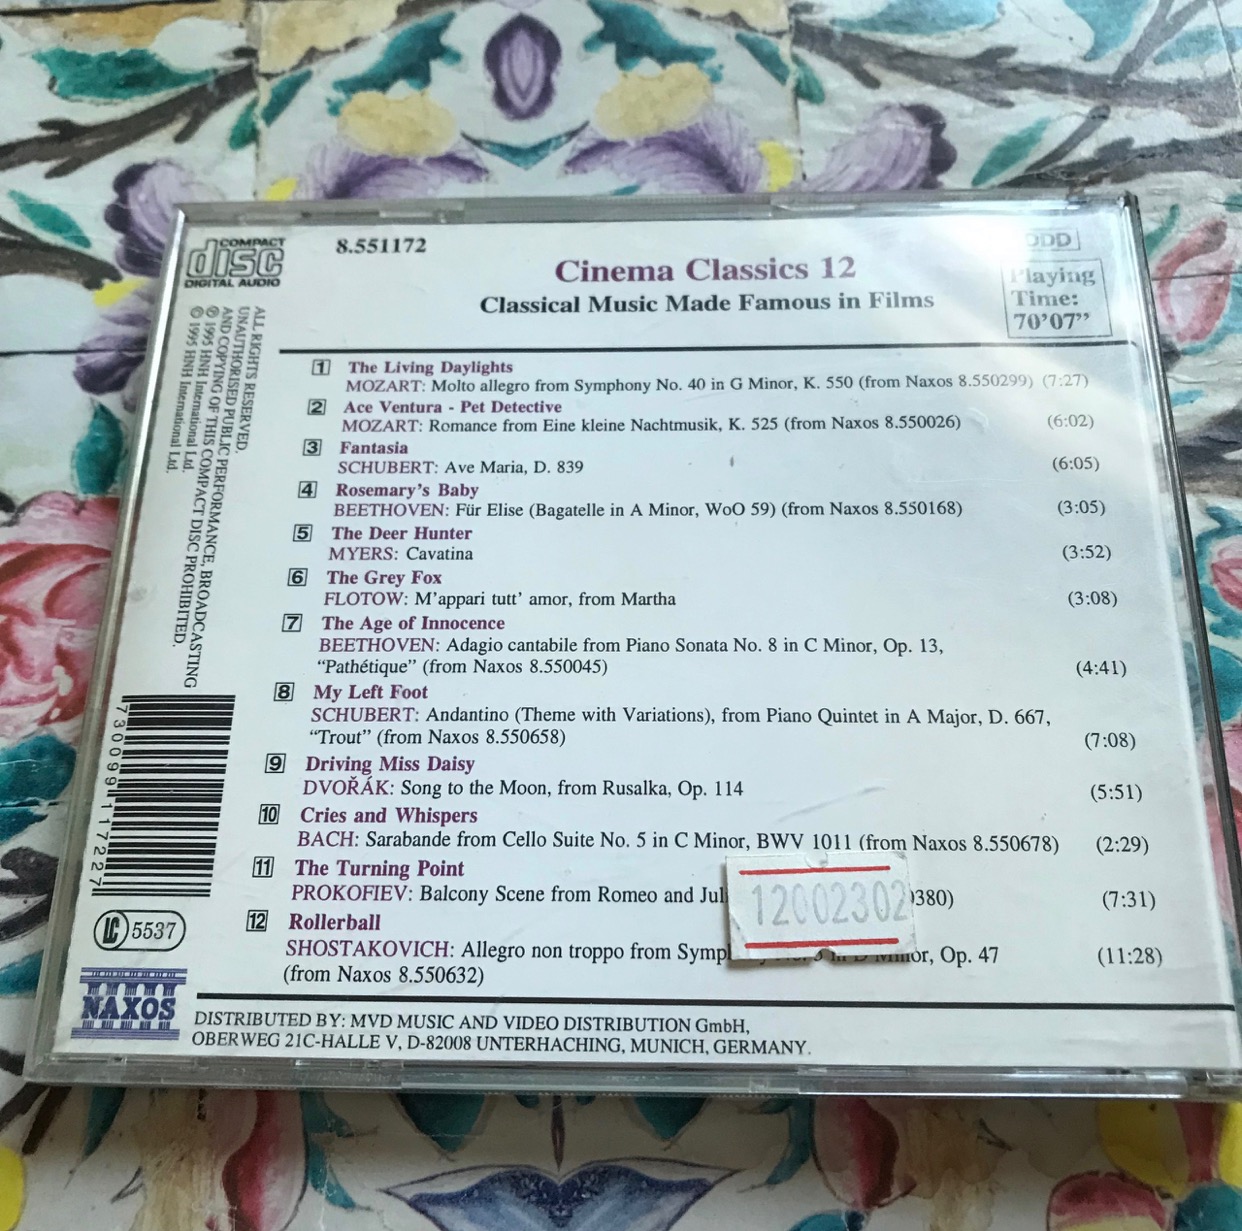 COMPACT
disc
DIGITAL AUDIO
8.551172
Cinema Classics 12
Classical Music Made Famous in Films
DDD
Playing
Time:
70'07”
ALL RIGHTS RESERVED.
UNAUTHORISED PUBLIC PERFORMANCE, BROADCASTING
AND COPYING OF THIS COMPACT DISC PROHIBITED.
℗ 1995 HNH International Ltd.
© 1995 HNH International Ltd.
1 The Living Daylights
MOZART: Molto allegro from Symphony No. 40 in G Minor, K. 550 (from Naxos 8.550299) (7:27)
2 Ace Ventura - Pet Detective
MOZART: Romance from Eine kleine Nachtmusik, K. 525 (from Naxos 8.550026) (6:02)
3 Fantasia
SCHUBERT: Ave Maria, D. 839 (6:05)
4 Rosemary's Baby
BEETHOVEN: Für Elise (Bagatelle in A Minor, WoO 59) (from Naxos 8.550168) (3:05)
5 The Deer Hunter
MYERS: Cavatina (3:52)
6 The Grey Fox
FLOTOW: M'appari tutt' amor, from Martha (3:08)
7 The Age of Innocence
BEETHOVEN: Adagio cantabile from Piano Sonata No. 8 in C Minor, Op. 13,
“Pathétique” (from Naxos 8.550045) (4:41)
8 My Left Foot
SCHUBERT: Andantino (Theme with Variations), from Piano Quintet in A Major, D. 667,
“Trout” (from Naxos 8.550658) (7:08)
9 Driving Miss Daisy
DVOŘÁK: Song to the Moon, from Rusalka, Op. 114 (5:51)
10 Cries and Whispers
BACH: Sarabande from Cello Suite No. 5 in C Minor, BWV 1011 (from Naxos 8.550678) (2:29)
11 The Turning Point
PROKOFIEV: Balcony Scene from Romeo and 380) (7:31)
12 Rollerball
SHOSTAKOVICH: Allegro non troppo from Minor, Op. 47 (11:28)
(from Naxos 8.550632)
12002302
7 30099 11722 7
LC 5537
NAXOS
DISTRIBUTED BY: MVD MUSIC AND VIDEO DISTRIBUTION GmbH,
OBERWEG 21C-HALLE V, D-82008 UNTERHACHING, MUNICH, GERMANY.